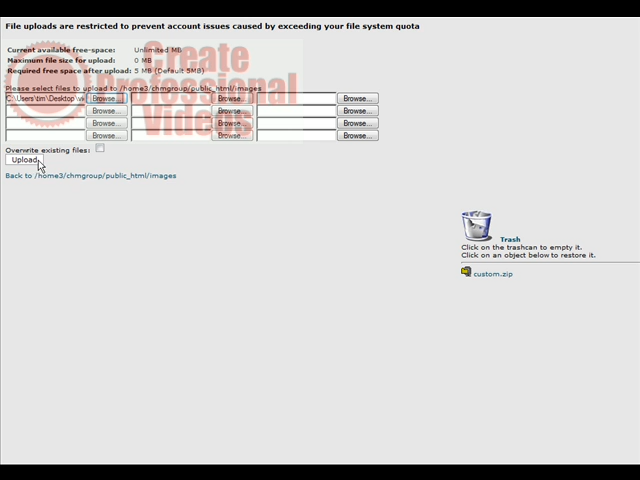 File uploads are restricted to prevent account issues caused by exceeding your file system quota
Current available free-space: Unlimited MB
Maximum file size for upload: 0 MB
Required free space after upload: 5 MB (Default 5MB)
Create
Professional
Videos
Please select files to upload to /home3/chmgroup/public_html/images
C:\Users\tim\Desktop\vi Browse... Browse... Browse...
Browse... Browse... Browse...
Browse... Browse... Browse...
Browse... Browse... Browse...
Overwrite existing files:
Upload
Back to /home3/chmgroup/public_html/images
Trash
Click on the trashcan to empty it.
Click on an object below to restore it.
custom.zip